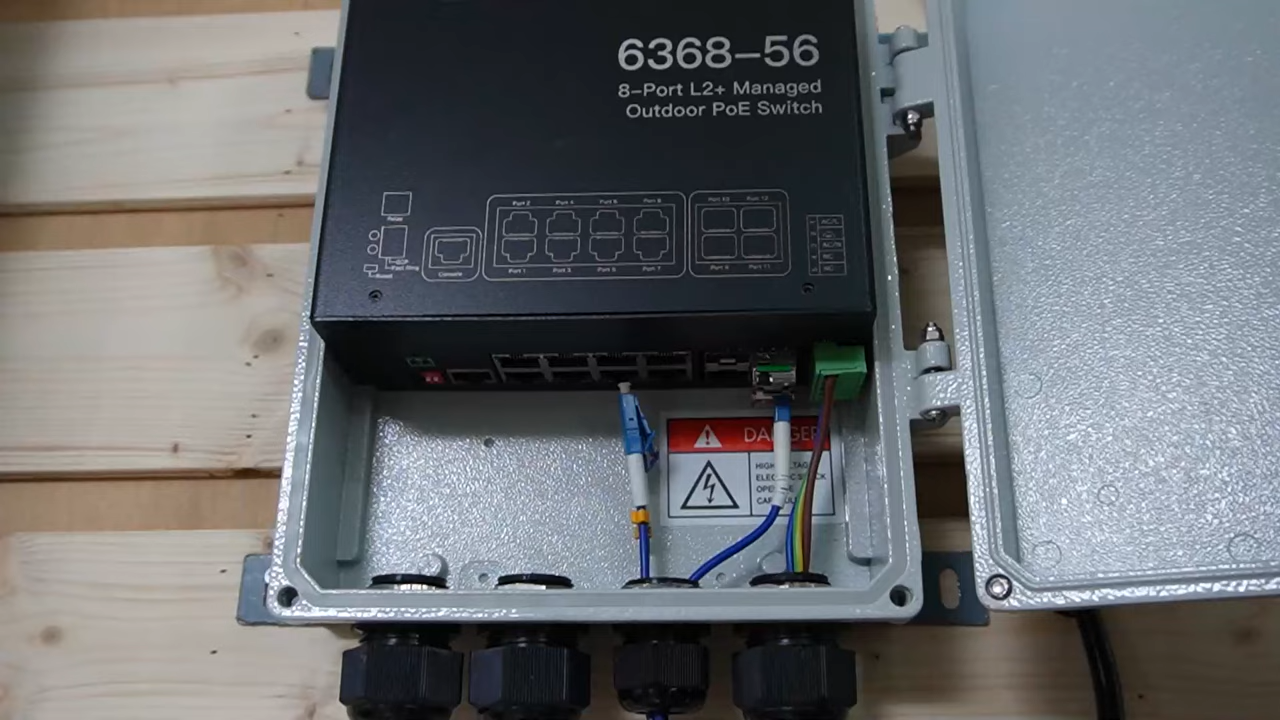 6368-56
8-Port L2+ Managed
Outdoor PoE Switch
Relay
Port 2 Port 4 Port 6 Port 8
Port 10 Port 12
Console
Port 1 Port 3 Port 5 Port 7
Port 9 Port 11
Reset
AC/L
AC/N
NC
NC
DANGER